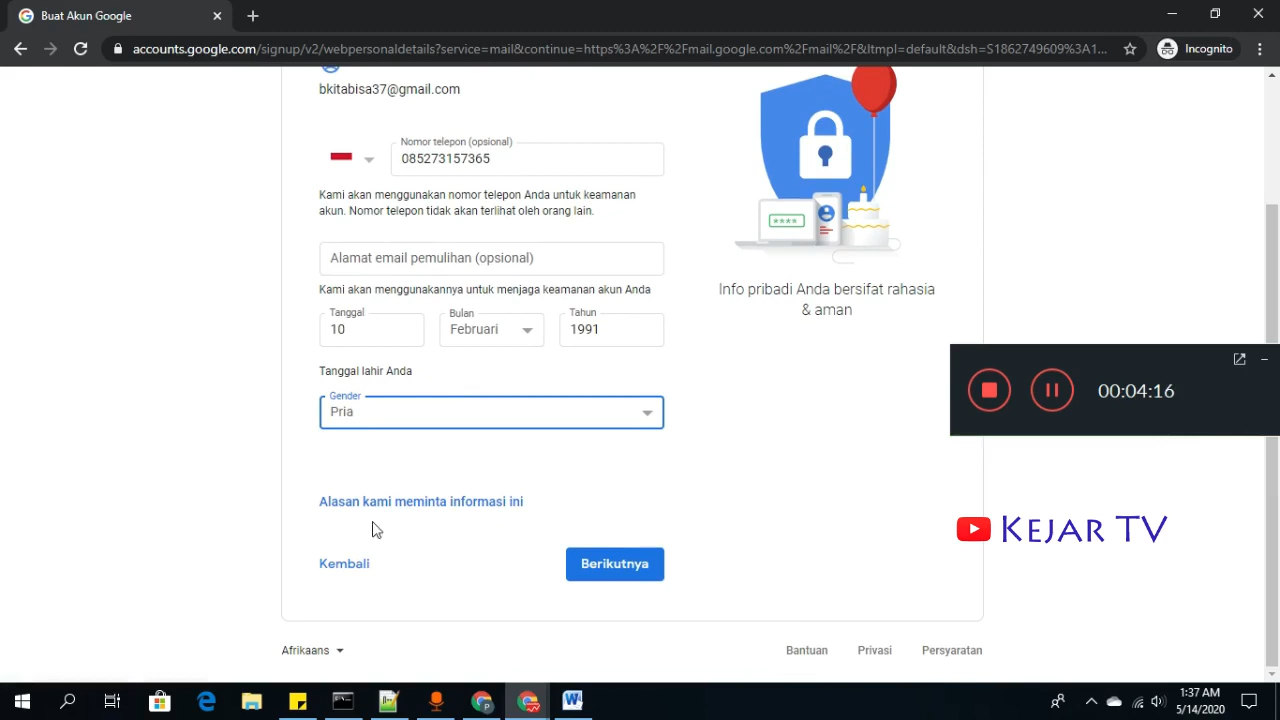 Buat Akun Google
accounts.google.com/signup/v2/webpersonaldetails?service=mail&continue=https%3A%2F%2Fmail.google.com%2Fmail%2F&ltmpl=default&dsh=S1862749609%3A1...
Incognito
bkitabisa37@gmail.com
Nomor telepon (opsional)
085273157365
Kami akan menggunakan nomor telepon Anda untuk keamanan
akun. Nomor telepon tidak akan terlihat oleh orang lain.
Alamat email pemulihan (opsional)
Kami akan menggunakannya untuk menjaga keamanan akun Anda
Tanggal
10
Bulan
Februari
Tahun
1991
Tanggal lahir Anda
Gender
Pria
Alasan kami meminta informasi ini
Kembali
Berikutnya
****
Info pribadi Anda bersifat rahasia
& aman
00:04:16
KEJAR TV
Afrikaans
Bantuan
Privasi
Persyaratan
1:37 AM
5/14/2020